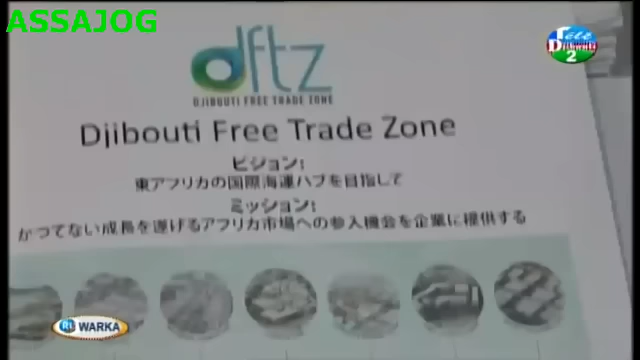 ASSAJOG
Télé
Djibouti
2
dftz
DJIBOUTI FREE TRADE ZONE
Djibouti Free Trade Zone
ビジョン:
東アフリカの国際海運ハブを目指して
ミッション:
かつてない成長を遂げるアフリカ市場への参入機会を企業に提供する
WARKA